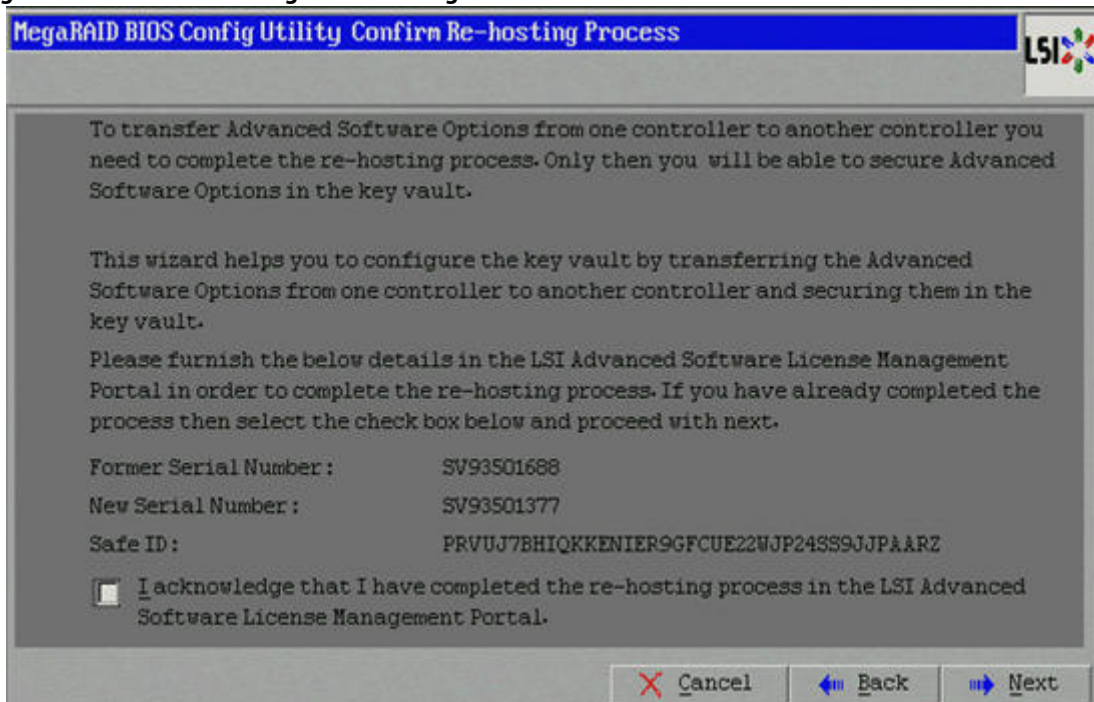 MegaRAID BIOS Config Utility Confirm Re-hosting Process
LSI
To transfer Advanced Software Options from one controller to another controller you
need to complete the re-hosting process. Only then you will be able to secure Advanced
Software Options in the key vault.
This wizard helps you to configure the key vault by transferring the Advanced
Software Options from one controller to another controller and securing them in the
key vault.
Please furnish the below details in the LSI Advanced Software License Management
Portal in order to complete the re-hosting process. If you have already completed the
process then select the check box below and proceed with next.
Former Serial Number: SV93501688
New Serial Number: SV93501377
Safe ID: PRVUJ7BHIQKKENIER9GFCUE22WJP24SS9JJPAARZ
I acknowledge that I have completed the re-hosting process in the LSI Advanced
Software License Management Portal.
Cancel Back Next